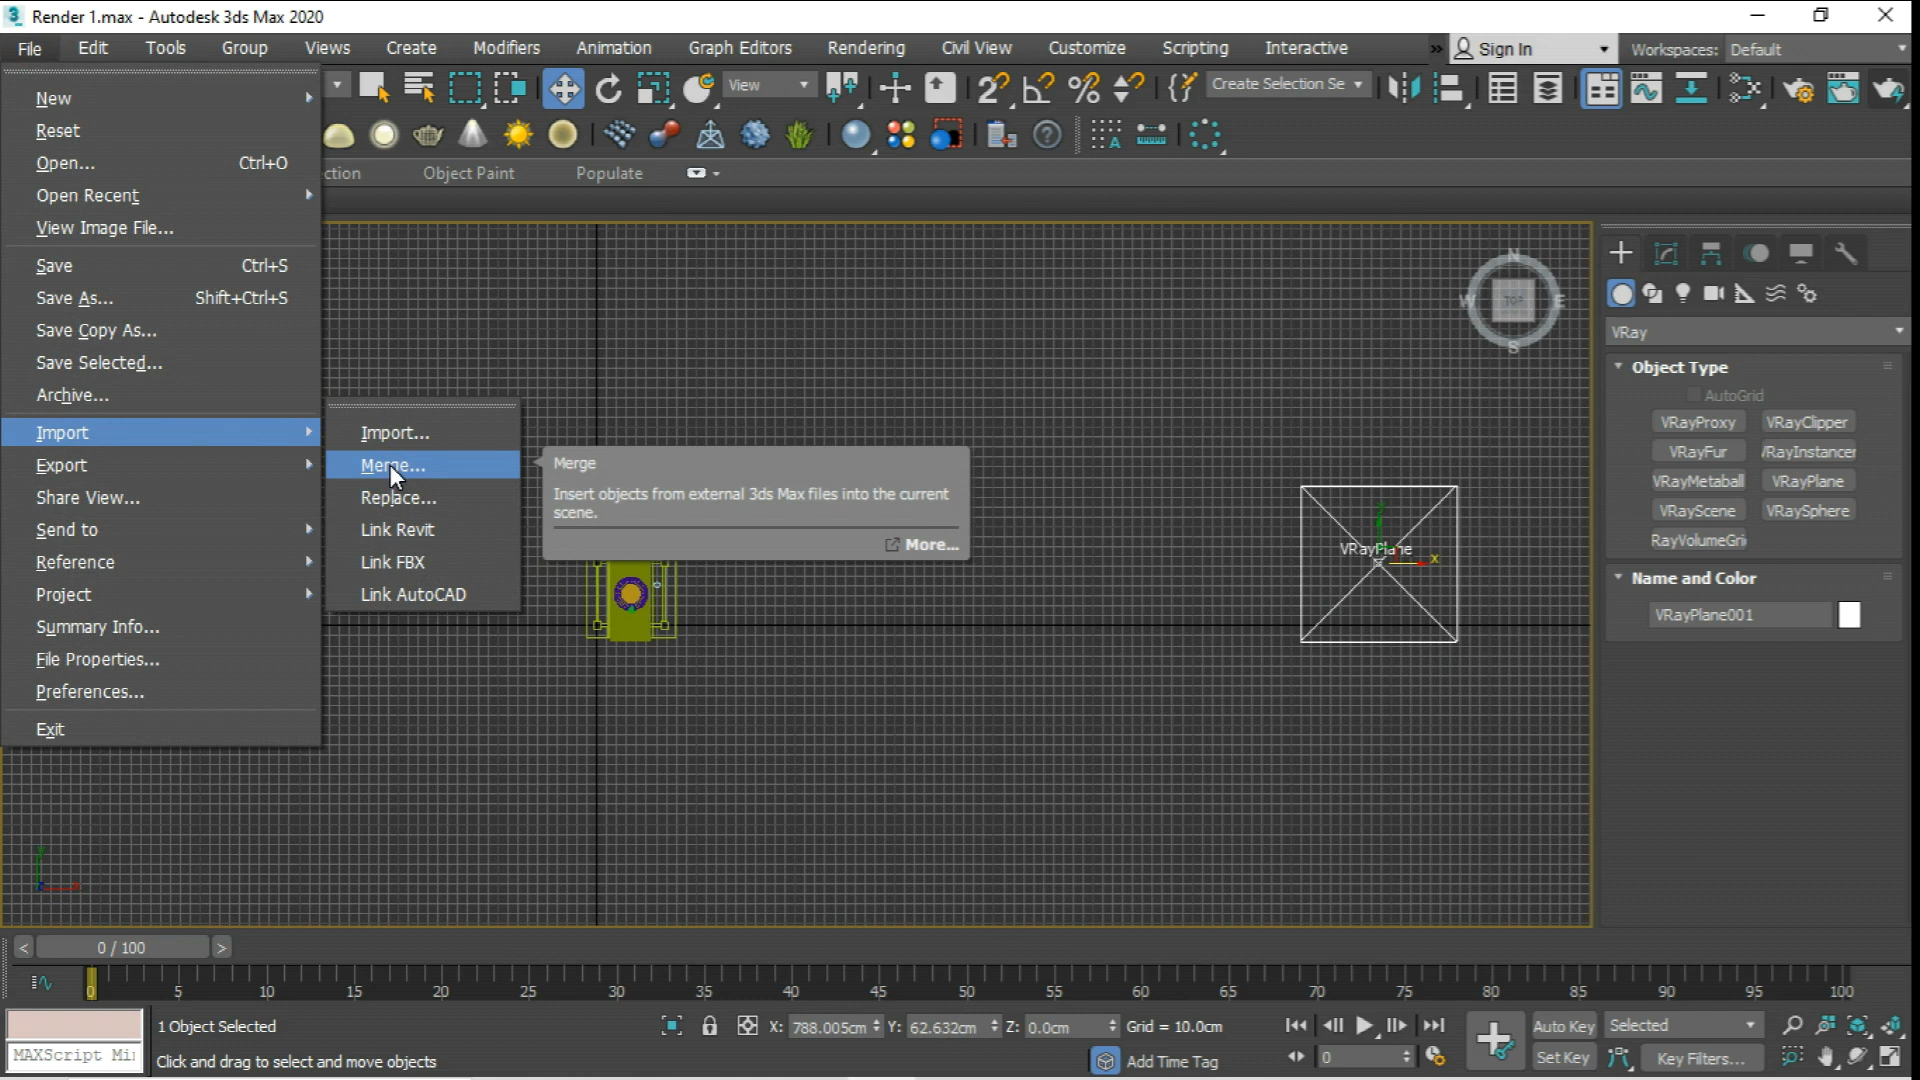 Render 1.max - Autodesk 3ds Max 2020
File Edit Tools Group Views Create Modifiers Animation Graph Editors Rendering Civil View Customize Scripting Interactive » Sign In Workspaces: Default
View Create Selection Se
ction Object Paint Populate
New
Reset
Open... Ctrl+O
Open Recent
View Image File...
Save Ctrl+S
Save As... Shift+Ctrl+S
Save Copy As...
Save Selected...
Archive...
Import
Export
Share View...
Send to
Reference
Project
Summary Info...
File Properties...
Preferences...
Exit
Import...
Merge...
Replace...
Link Revit
Link FBX
Link AutoCAD
Merge
Insert objects from external 3ds Max files into the current
scene.
More...
N
W TOP E
S
VRayPlane
x
VRay
Object Type
AutoGrid
VRayProxy VRayClipper
VRayFur /RayInstancer
VRayMetaball VRayPlane
VRayScene VRaySphere
RayVolumeGri
Name and Color
VRayPlane001
< 0 / 100 >
0 5 10 15 20 25 30 35 40 45 50 55 60 65 70 75 80 85 90 95 100
1 Object Selected X: 788.005cm Y: 62.632cm Z: 0.0cm Grid = 10.0cm Auto Key Selected
MAXScript Mi Click and drag to select and move objects Add Time Tag 0 Set Key Key Filters...